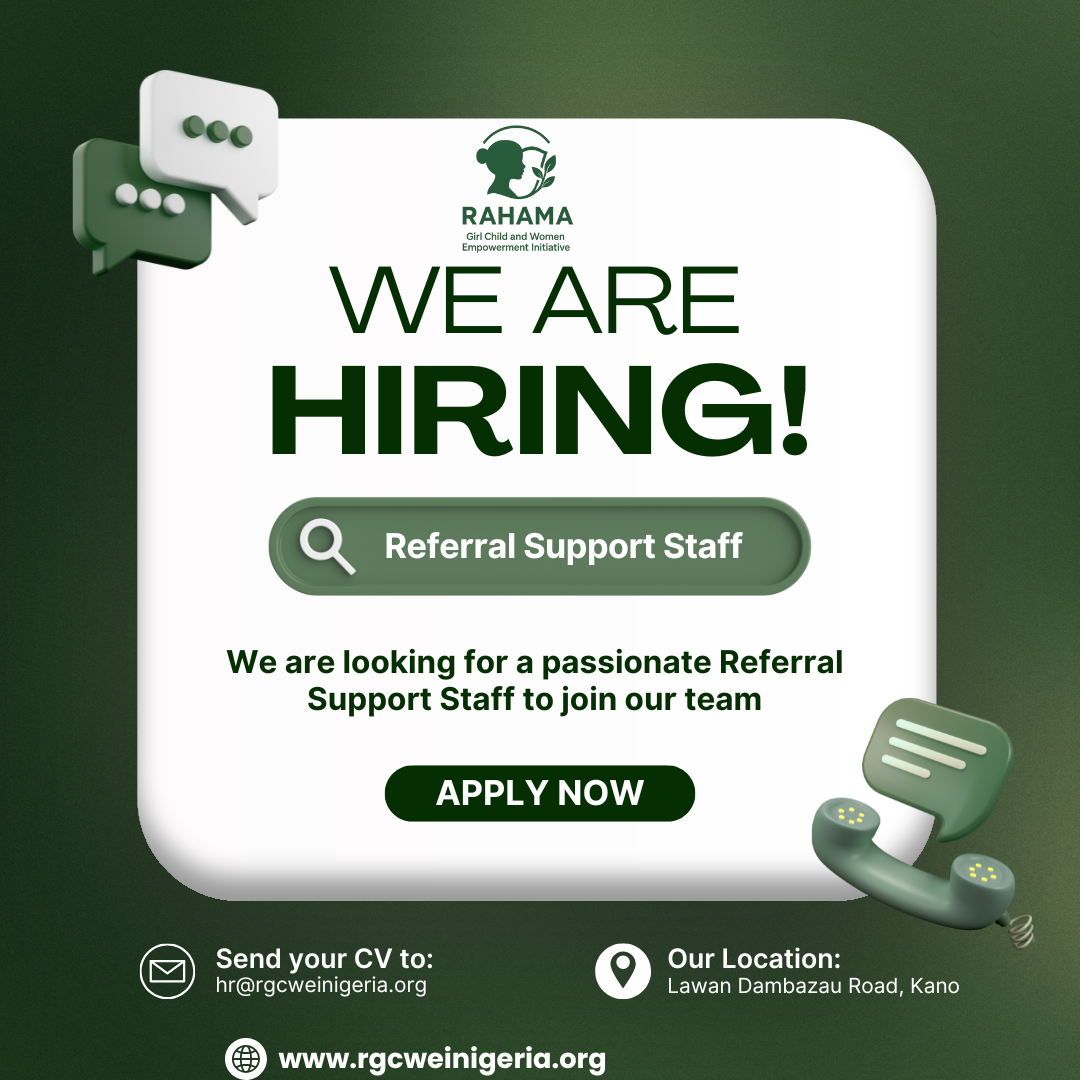 RAHAMA
Girl Child and Women
Empowerment Initiative
WE ARE
HIRING!
Referral Support Staff
We are looking for a passionate Referral
Support Staff to join our team
APPLY NOW
Send your CV to:
hr@rgcweinigeria.org
Our Location:
Lawan Dambazau Road, Kano
www.rgcweinigeria.org